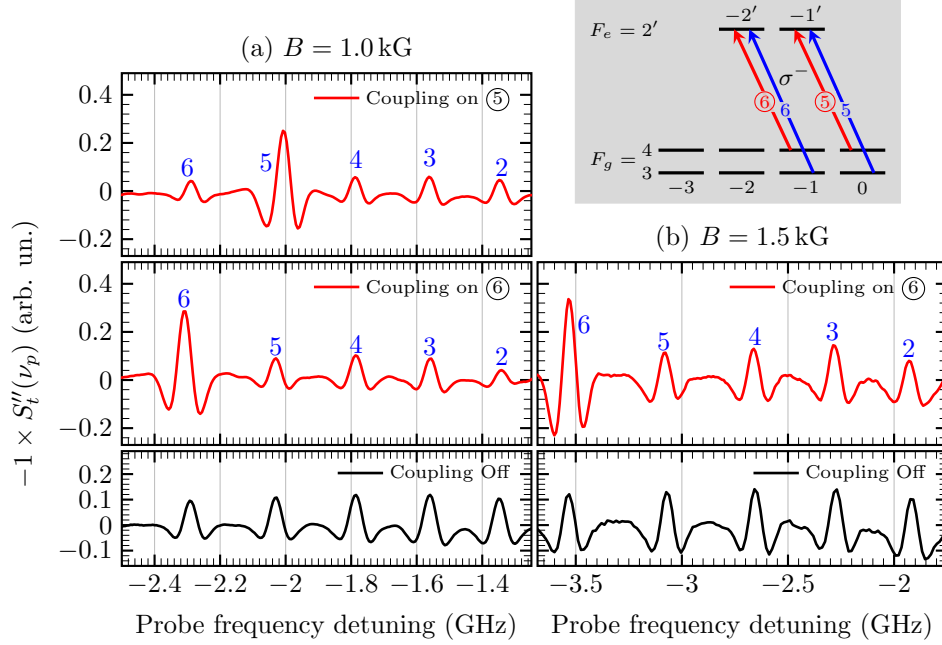 (a) B = 1.0 kG
−2′ −1′
F_e = 2′
σ⁻
⑥ 6 ⑤ 5
F_g = 4
3
−3 −2 −1 0
(b) B = 1.5 kG
−1 × S″_t(ν_p) (arb. un.)
Coupling on ⑤
0.4
0.2
0
−0.2
6 5 4 3 2
Coupling on ⑥
0.4
0.2
0
−0.2
6 5 4 3 2
Coupling on ⑥
6 5 4 3 2
Coupling Off
0.2
0.1
0
−0.1
−2.4 −2.2 −2 −1.8 −1.6 −1.4
Probe frequency detuning (GHz)
Coupling Off
−3.5 −3 −2.5 −2
Probe frequency detuning (GHz)